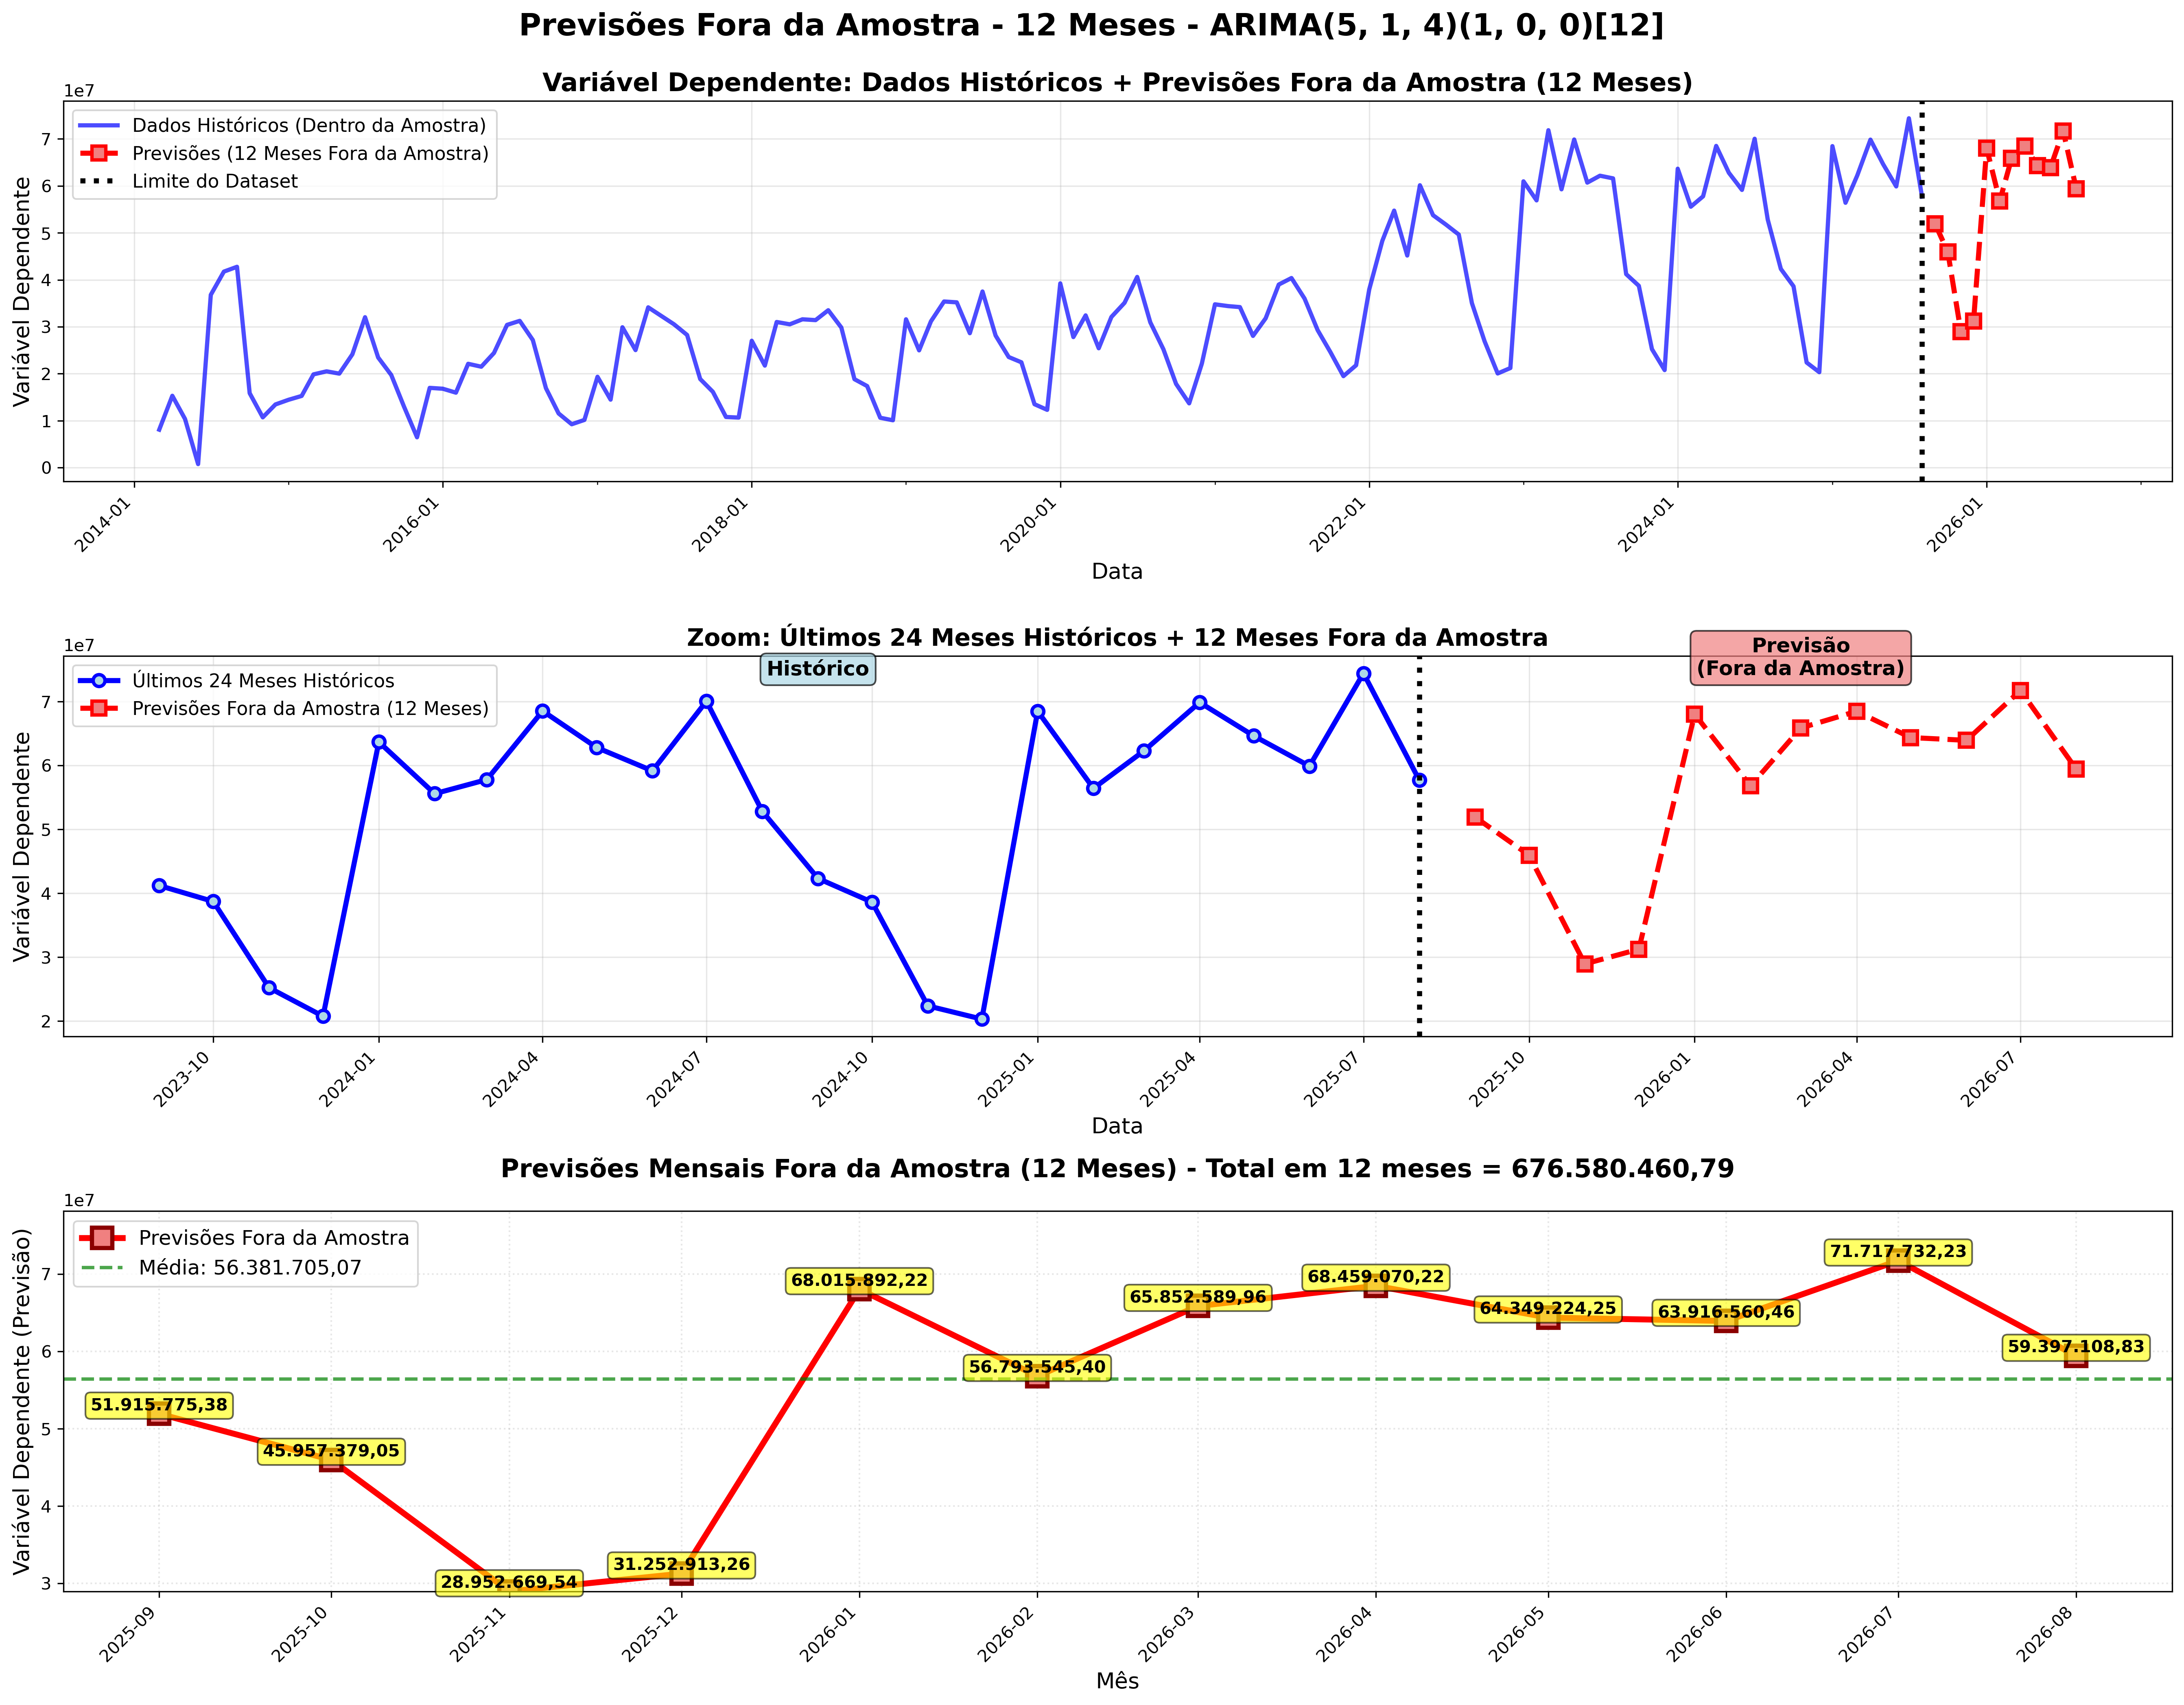 Previsões Fora da Amostra - 12 Meses - ARIMA(5, 1, 4)(1, 0, 0)[12]
Variável Dependente: Dados Históricos + Previsões Fora da Amostra (12 Meses)
1e7
Dados Históricos (Dentro da Amostra)
Previsões (12 Meses Fora da Amostra)
Limite do Dataset
Variável Dependente
7
6
5
4
3
2
1
0
2014-01
2016-01
2018-01
2020-01
2022-01
2024-01
2026-01
Data
Zoom: Últimos 24 Meses Históricos + 12 Meses Fora da Amostra
1e7
Últimos 24 Meses Históricos
Previsões Fora da Amostra (12 Meses)
Histórico
Previsão
(Fora da Amostra)
Variável Dependente
7
6
5
4
3
2
2023-10
2024-01
2024-04
2024-07
2024-10
2025-01
2025-04
2025-07
2025-10
2026-01
2026-04
2026-07
Data
Previsões Mensais Fora da Amostra (12 Meses) - Total em 12 meses = 676.580.460,79
1e7
Previsões Fora da Amostra
Média: 56.381.705,07
Variável Dependente (Previsão)
7
6
5
4
3
51.915.775,38
45.957.379,05
28.952.669,54
31.252.913,26
68.015.892,22
56.793.545,40
65.852.589,96
68.459.070,22
64.349.224,25
63.916.560,46
71.717.732,23
59.397.108,83
2025-09
2025-10
2025-11
2025-12
2026-01
2026-02
2026-03
2026-04
2026-05
2026-06
2026-07
2026-08
Mês